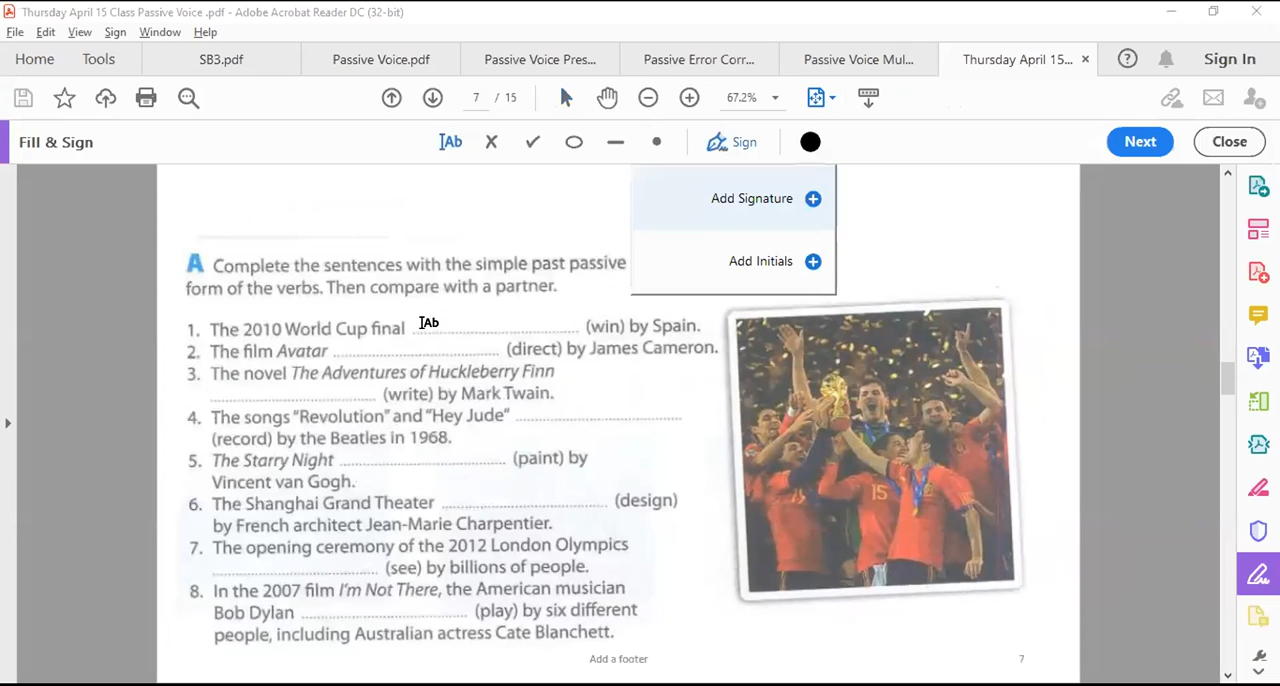 Thursday April 15 Class Passive Voice .pdf - Adobe Acrobat Reader DC (32-bit)
File Edit View Sign Window Help
Home Tools SB3.pdf Passive Voice.pdf Passive Voice Pres... Passive Error Corr... Passive Voice Mul... Thursday April 15... × Sign In
7 / 15 67.2%
Fill & Sign Ab Sign Next Close
Add Signature
Add Initials
A Complete the sentences with the simple past passive
form of the verbs. Then compare with a partner.
1. The 2010 World Cup final Ab .............................. (win) by Spain.
2. The film Avatar .............................. (direct) by James Cameron.
3. The novel The Adventures of Huckleberry Finn
.............................. (write) by Mark Twain.
4. The songs "Revolution" and "Hey Jude" ..............................
(record) by the Beatles in 1968.
5. The Starry Night .............................. (paint) by
Vincent van Gogh.
6. The Shanghai Grand Theater .............................. (design)
by French architect Jean-Marie Charpentier.
7. The opening ceremony of the 2012 London Olympics
.............................. (see) by billions of people.
8. In the 2007 film I'm Not There, the American musician
Bob Dylan .............................. (play) by six different
people, including Australian actress Cate Blanchett.
15
Add a footer 7